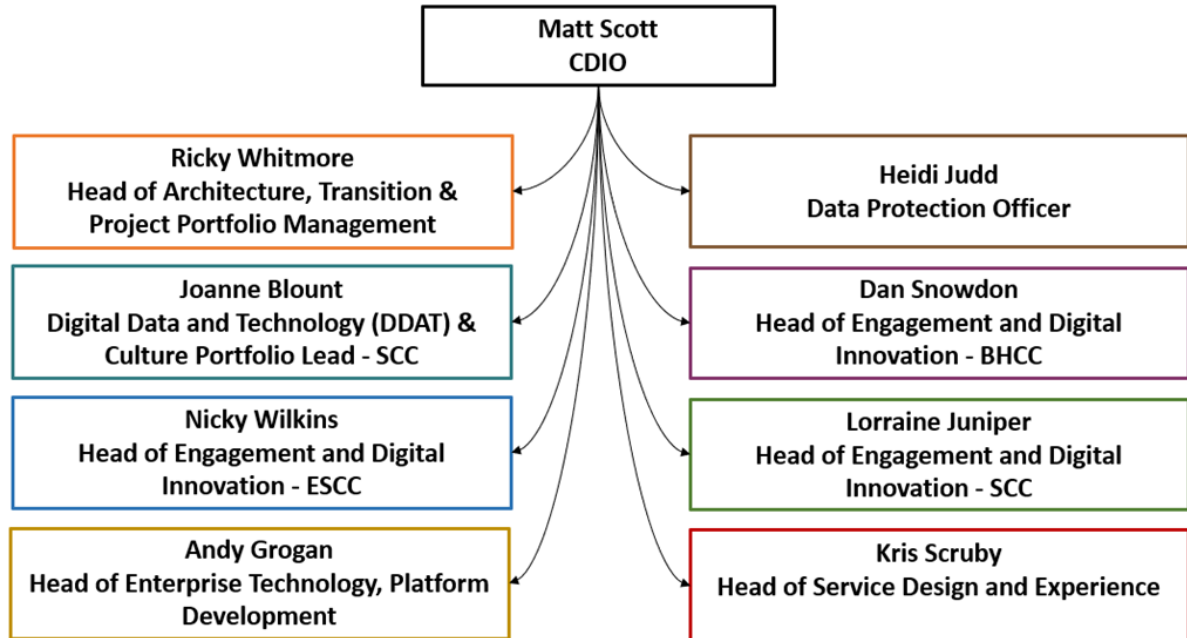 Matt Scott
CDIO
Ricky Whitmore
Head of Architecture, Transition &
Project Portfolio Management
Heidi Judd
Data Protection Officer
Joanne Blount
Digital Data and Technology (DDAT) &
Culture Portfolio Lead - SCC
Dan Snowdon
Head of Engagement and Digital
Innovation - BHCC
Nicky Wilkins
Head of Engagement and Digital
Innovation - ESCC
Lorraine Juniper
Head of Engagement and Digital
Innovation - SCC
Andy Grogan
Head of Enterprise Technology, Platform
Development
Kris Scruby
Head of Service Design and Experience